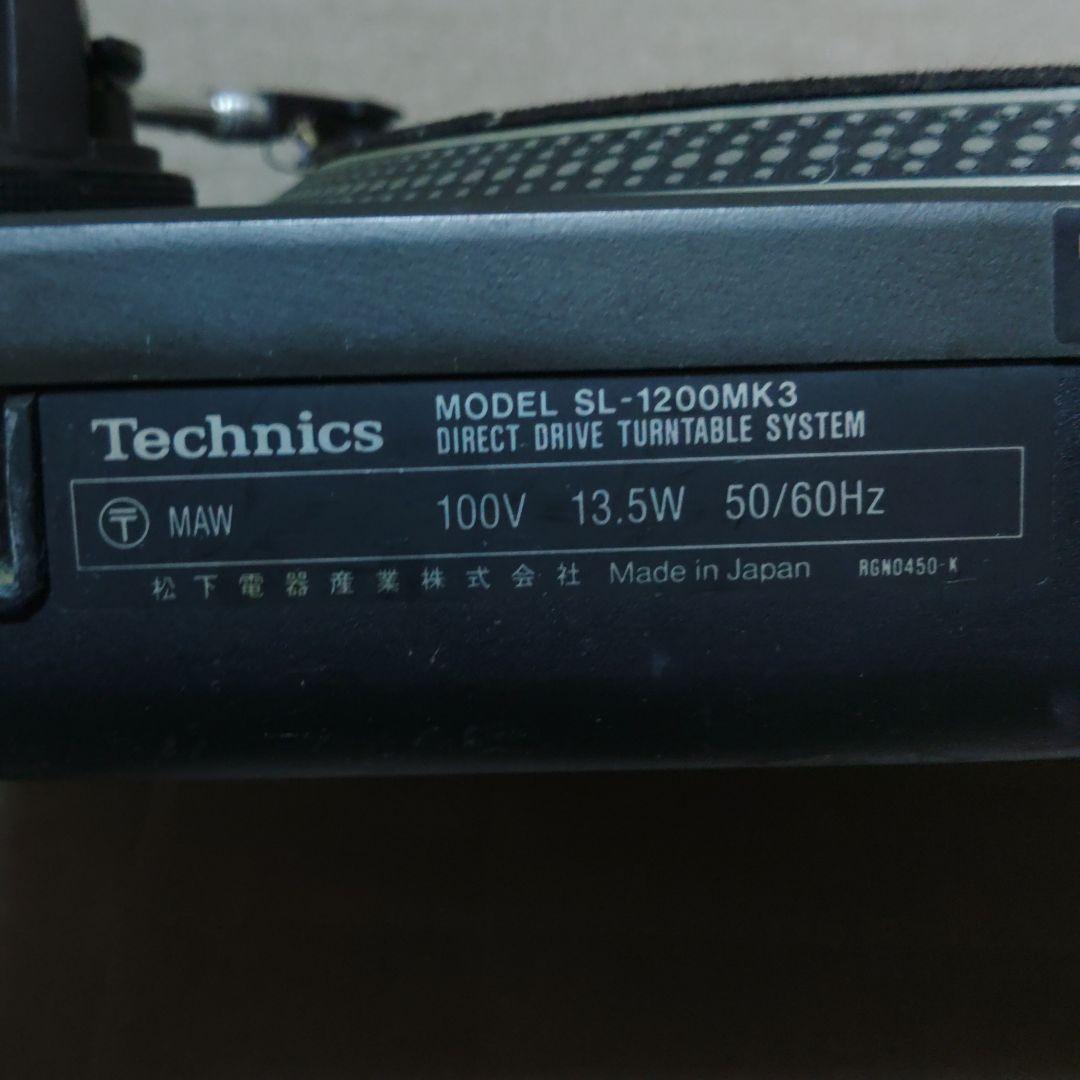 Technics
MODEL SL-1200MK3
DIRECT DRIVE TURNTABLE SYSTEM
〒 MAW 100V 13.5W 50/60Hz
松下電器産業株式会社 Made in Japan RGN0450-K